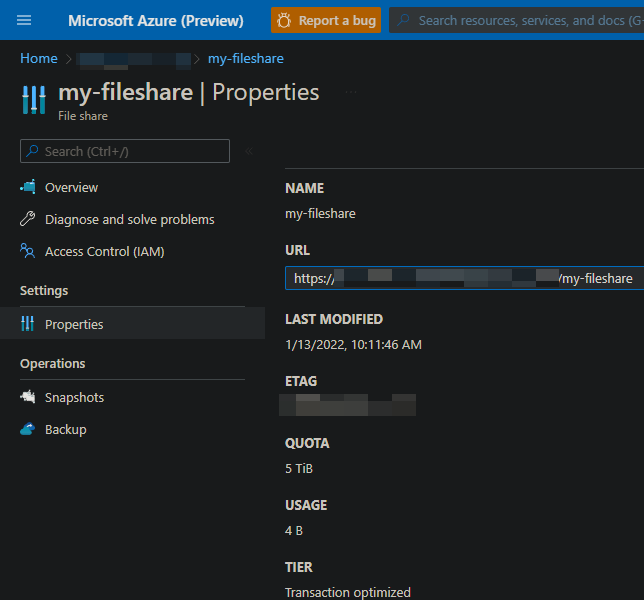 Microsoft Azure (Preview)
Report a bug
Search resources, services, and docs (G+
Home
my-fileshare
my-fileshare | Properties
File share
Search (Ctrl+/)
Overview
Diagnose and solve problems
Access Control (IAM)
Settings
Properties
Operations
Snapshots
Backup
NAME
my-fileshare
URL
https:// /my-fileshare
LAST MODIFIED
1/13/2022, 10:11:46 AM
ETAG
QUOTA
5 TiB
USAGE
4 B
TIER
Transaction optimized